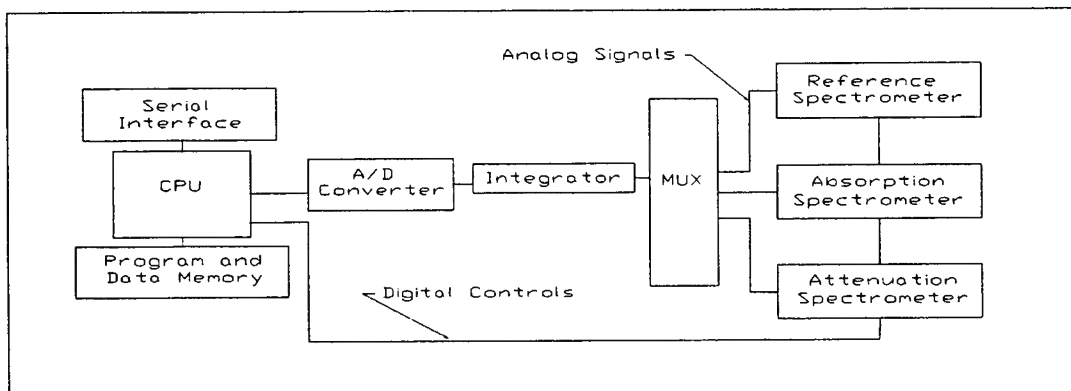 Analog Signals
Reference
Spectrometer
Serial
Interface
CPU
A/D
Converter
Integrator
MUX
Absorption
Spectrometer
Program and
Data Memory
Attenuation
Spectrometer
Digital Controls